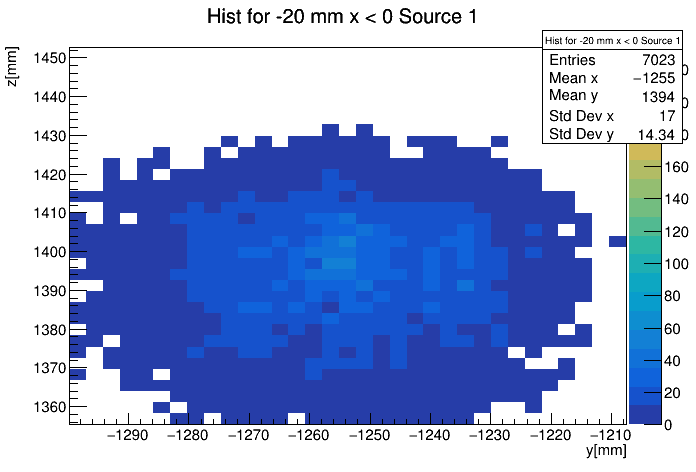 Hist for -20 mm x < 0 Source 1
Hist for -20 mm x < 0 Source 1
Entries 7023
Mean x −1255
Mean y 1394
Std Dev x 17
Std Dev y 14.34
z[mm]
1450
1440
1430
1420
1410
1400
1390
1380
1370
1360
−1290 −1280 −1270 −1260 −1250 −1240 −1230 −1220 −1210
y[mm]
160
140
120
100
80
60
40
20
0